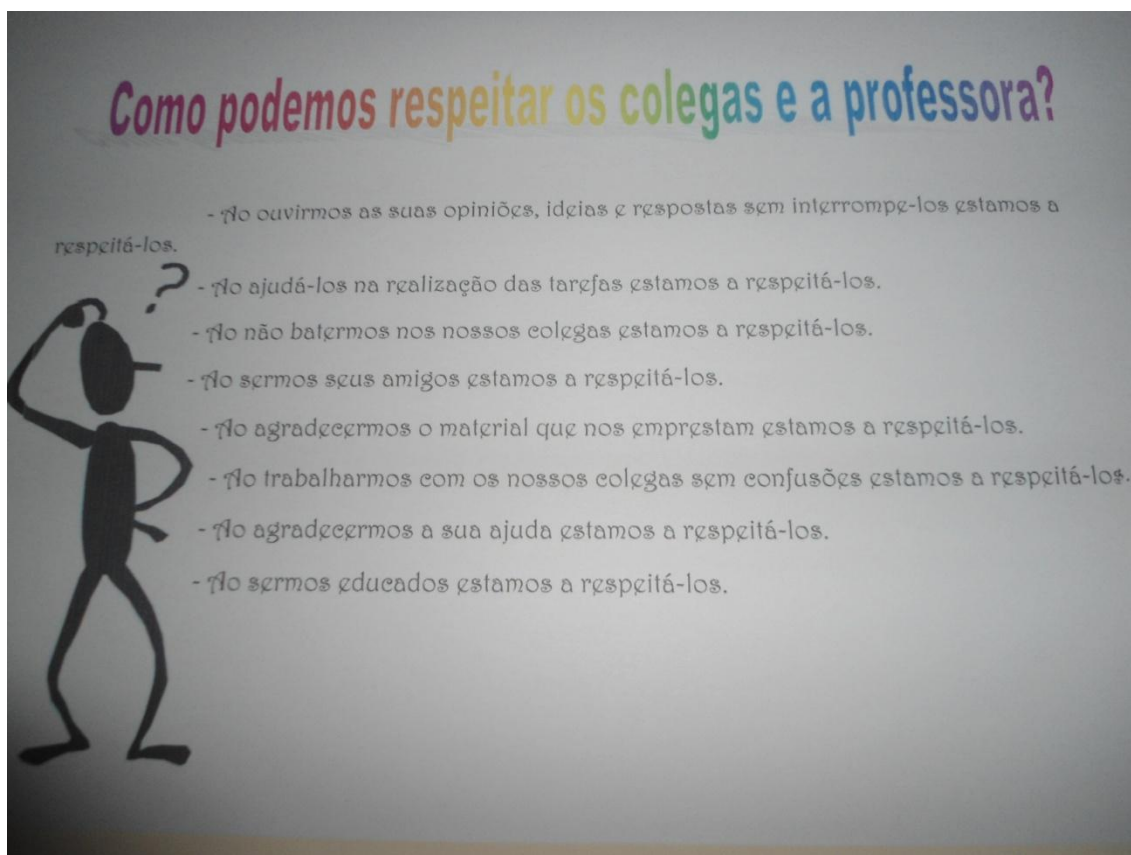 Como podemos respeitar os colegas e a professora?
- Ao ouvirmos as suas opiniões, ideias e respostas sem interrompe-los estamos a
respeitá-los.
?
- Ao ajudá-los na realização das tarefas estamos a respeitá-los.
- Ao não batermos nos nossos colegas estamos a respeitá-los.
- Ao sermos seus amigos estamos a respeitá-los.
- Ao agradecermos o material que nos emprestam estamos a respeitá-los.
- Ao trabalharmos com os nossos colegas sem confusões estamos a respeitá-los.
- Ao agradecermos a sua ajuda estamos a respeitá-los.
- Ao sermos educados estamos a respeitá-los.